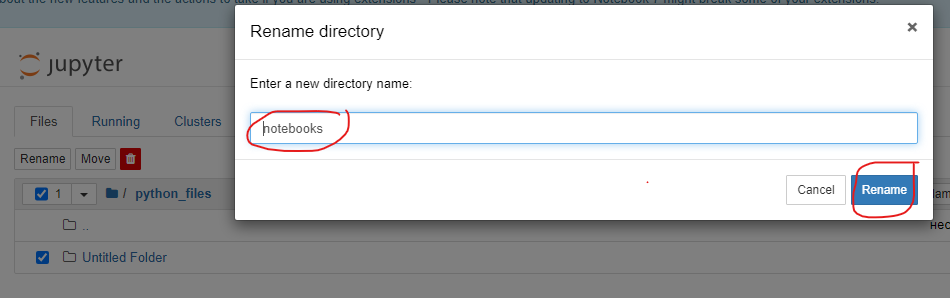 bout the new features and the actions to take if you are using extensions - Please note that updating to Notebook 7 might break some of your extensions.
Rename directory
×
jupyter
Enter a new directory name:
Files
Running
Clusters
notebooks
Rename
Move
Cancel
Rename
1
/ python_files
lam
..
нес
Untitled Folder